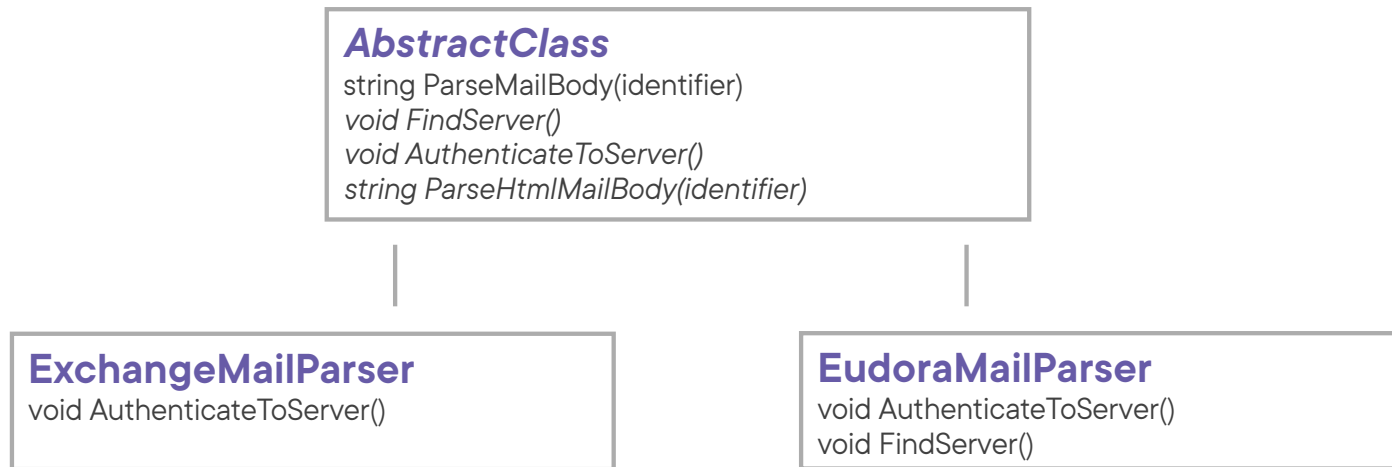 AbstractClass
string ParseMailBody(identifier)
void FindServer()
void AuthenticateToServer()
string ParseHtmlMailBody(identifier)
ExchangeMailParser
void AuthenticateToServer()
EudoraMailParser
void AuthenticateToServer()
void FindServer()